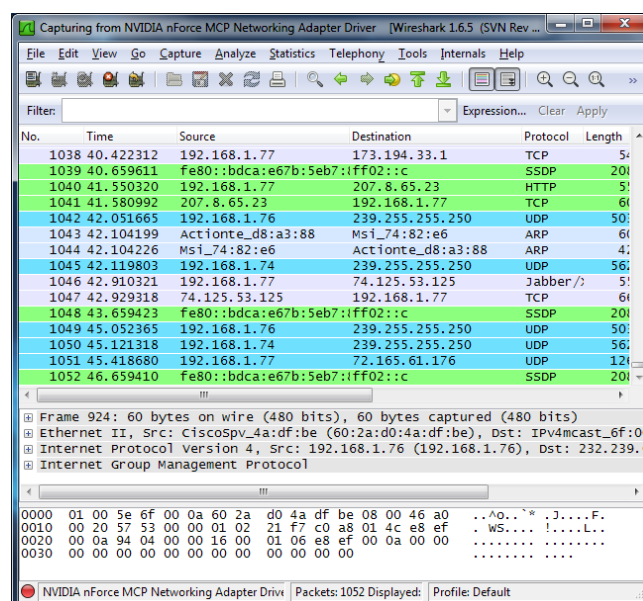 Capturing from NVIDIA nForce MCP Networking Adapter Driver [Wireshark 1.6.5 (SVN Rev ...
File Edit View Go Capture Analyze Statistics Telephony Tools Internals Help
Filter: Expression... Clear Apply
No. Time Source Destination Protocol Length
1038 40.422312 192.168.1.77 173.194.33.1 TCP 54
1039 40.659611 fe80::bdca:e67b:5eb7: ff02::c SSDP 208
1040 41.550320 192.168.1.77 207.8.65.23 HTTP 55
1041 41.580992 207.8.65.23 192.168.1.77 TCP 60
1042 42.051665 192.168.1.76 239.255.255.250 UDP 503
1043 42.104199 Actionte_d8:a3:88 Msi_74:82:e6 ARP 60
1044 42.104226 Msi_74:82:e6 Actionte_d8:a3:88 ARP 42
1045 42.119803 192.168.1.74 239.255.255.250 UDP 562
1046 42.910321 192.168.1.77 74.125.53.125 Jabber/ 55
1047 42.929318 74.125.53.125 192.168.1.77 TCP 66
1048 43.659423 fe80::bdca:e67b:5eb7: ff02::c SSDP 208
1049 45.052365 192.168.1.76 239.255.255.250 UDP 503
1050 45.121318 192.168.1.74 239.255.255.250 UDP 562
1051 45.418680 192.168.1.77 72.165.61.176 UDP 126
1052 46.659410 fe80::bdca:e67b:5eb7: ff02::c SSDP 208
Frame 924: 60 bytes on wire (480 bits), 60 bytes captured (480 bits)
Ethernet II, Src: CiscoSpv_4a:df:be (60:2a:d0:4a:df:be), Dst: IPv4mcast_6f:0
Internet Protocol Version 4, Src: 192.168.1.76 (192.168.1.76), Dst: 232.239.
Internet Group Management Protocol
0000 01 00 5e 6f 00 0a 60 2a d0 4a df be 08 00 46 a0 ..^o..`* .J....F.
0010 00 20 57 53 00 00 01 02 21 f7 c0 a8 01 4c e8 ef . WS.... !....L..
0020 00 0a 94 04 00 00 16 00 01 06 e8 ef 00 0a 00 00 ........ ........
0030 00 00 00 00 00 00 00 00 00 00 00 00 ........ ....
NVIDIA nForce MCP Networking Adapter Drive Packets: 1052 Displayed: Profile: Default